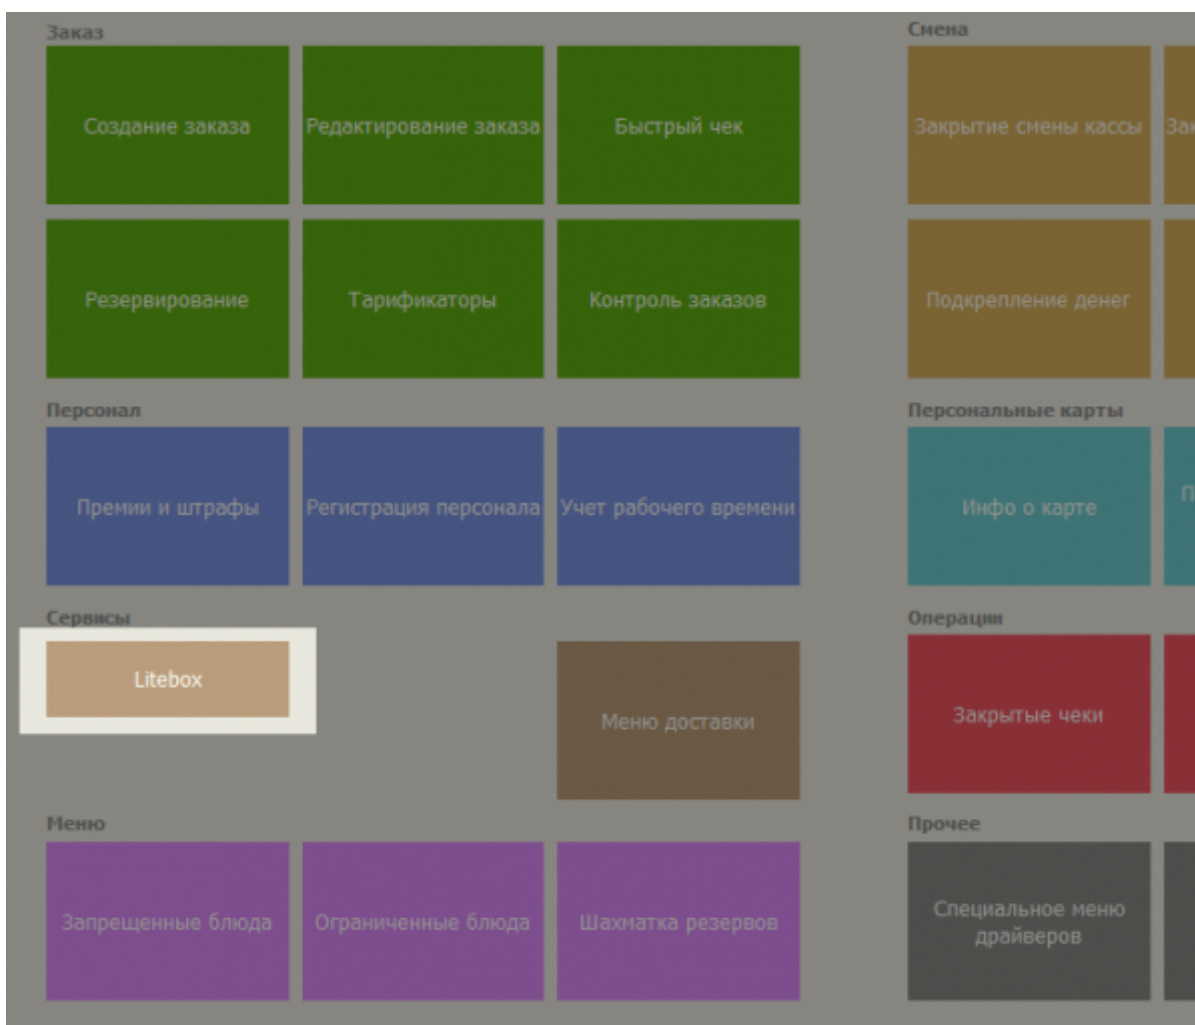 Заказ
Создание заказа
Редактирование заказа
Быстрый чек
Резервирование
Тарификаторы
Контроль заказов
Персонал
Премии и штрафы
Регистрация персонала
Учет рабочего времени
Сервисы
Litebox
Меню доставки
Меню
Запрещенные блюда
Ограниченные блюда
Шахматка резервов
Смена
Закрытие смены кассы
Подкрепление денег
Персональные карты
Инфо о карте
Операции
Закрытые чеки
Прочее
Специальное меню
драйверов